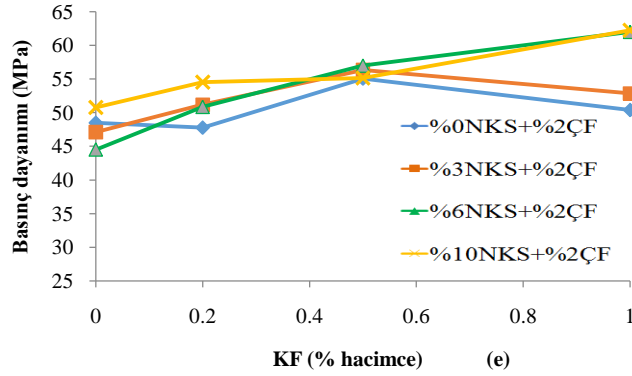 65
60
55
50
45
40
35
30
25
Basınç dayanımı (MPa)
%0NKS+%2ÇF
%3NKS+%2ÇF
%6NKS+%2ÇF
%10NKS+%2ÇF
0 0.2 0.4 0.6 0.8 1
KF (% hacimce) (e)